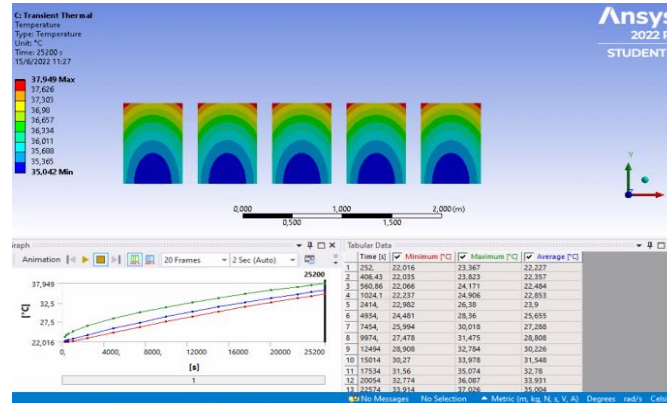 C: Transient Thermal
Temperature
Type: Temperature
Unit: °C
Time: 25200 s
15/6/2022 11:27
37,949 Max
37,626
37,303
36,98
36,657
36,334
36,011
35,688
35,365
35,042 Min
Ansys
2022
STUDENT
Y
0,000 1,000 2,000 (m)
0,500 1,500
raph
Animation 20 Frames 2 Sec (Auto)
25200
37,949
32,5
27,5
22,016
[°C]
0, 4000, 8000, 12000 16000 20000 25200
[s]
1
Tabular Data
Time [s] Minimum [°C] Maximum [°C] Average [°C]
1 252, 22,016 23,367 22,227
2 406,43 22,035 23,823 22,357
3 560,86 22,066 24,171 22,484
4 1024,1 22,237 24,906 22,853
5 2414, 22,982 26,38 23,9
6 4934, 24,481 28,36 25,655
7 7454, 25,994 30,018 27,288
8 9974, 27,478 31,475 28,808
9 12494 28,908 32,784 30,226
10 15014 30,27 33,978 31,548
11 17534 31,56 35,074 32,78
12 20054 32,774 36,087 33,931
13 22574 33,914 37,026 35,004
No Messages No Selection Metric (m, kg, N, s, V, A) Degrees rad/s Celsi